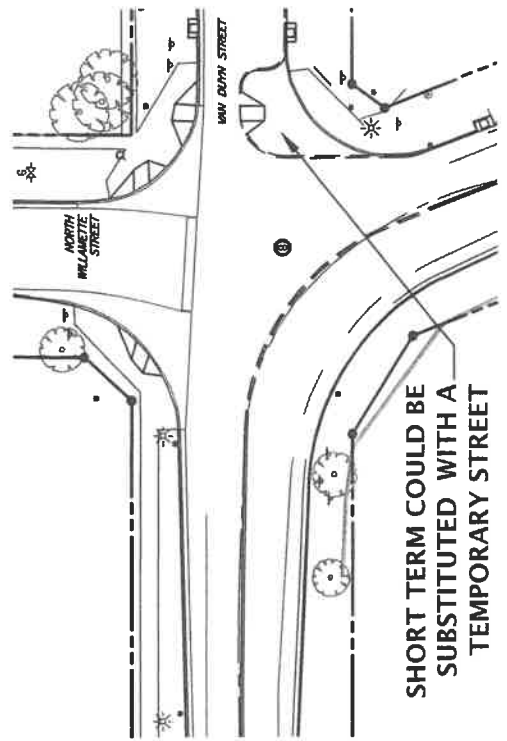 VAN DUYN STREET
NORTH
WILLAMETTE
STREET
SHORT TERM COULD BE
SUBSTITUTED WITH A
TEMPORARY STREET